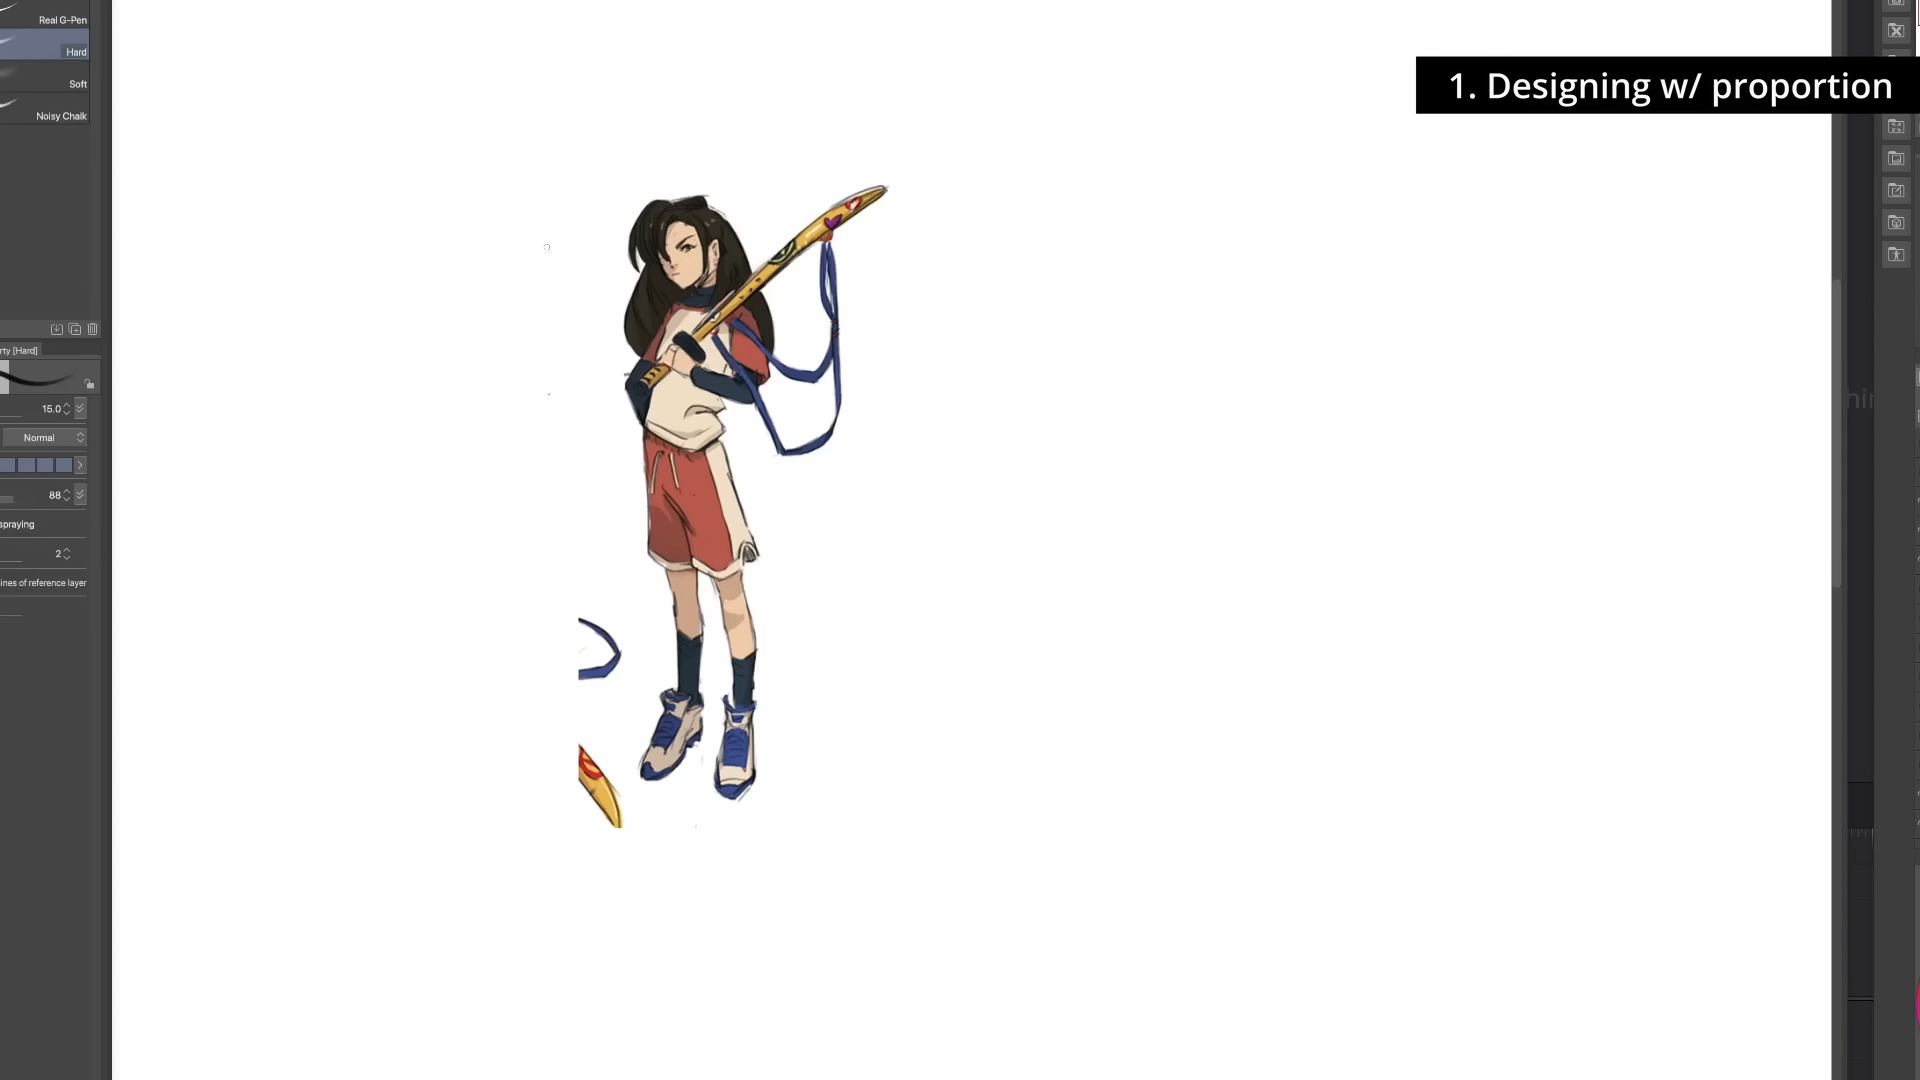 Real G-Pen
Hard
Soft
Noisy Chalk
1. Designing w/ proportion
rty [Hard]
15.0
Normal
88
spraying
2
ines of reference layer
hin